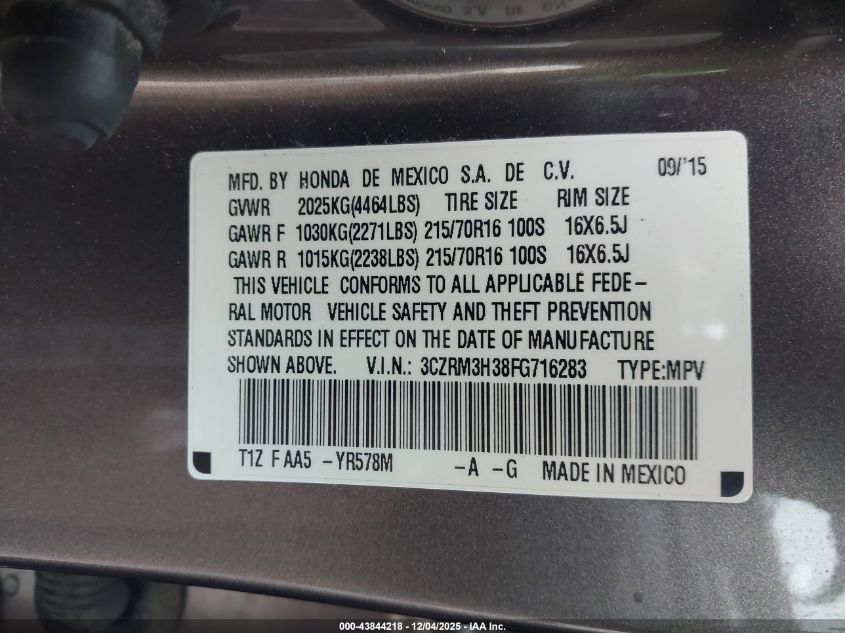 2 V DE C.V.
MFD. BY HONDA DE MEXICO S.A. DE C.V. 09/'15
GVWR 2025KG(4464LBS) TIRE SIZE RIM SIZE
GAWR F 1030KG(2271LBS) 215/70R16 100S 16X6.5J
GAWR R 1015KG(2238LBS) 215/70R16 100S 16X6.5J
THIS VEHICLE CONFORMS TO ALL APPLICABLE FEDE-
RAL MOTOR VEHICLE SAFETY AND THEFT PREVENTION
STANDARDS IN EFFECT ON THE DATE OF MANUFACTURE
SHOWN ABOVE. V.I.N.: 3CZRM3H38FG716283 TYPE:MPV
T1Z F AA5 -YR578M -A -G MADE IN MEXICO
000-43844218 - 12/04/2025 - IAA Inc.